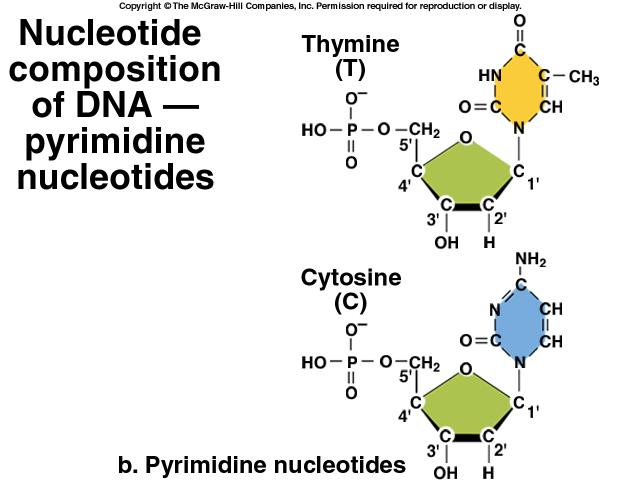 Copyright © The McGraw-Hill Companies, Inc. Permission required for reproduction or display.
Nucleotide
composition
of DNA —
pyrimidine
nucleotides
Thymine
(T)
O
C
HN
C
CH₃
O=C
CH
N
O⁻
HO–P–O–CH₂
O
5'
O
C
4'
C
1'
C
3'
C
2'
OH
H
Cytosine
(C)
NH₂
C
N
CH
O=C
CH
N
O⁻
HO–P–O–CH₂
O
5'
O
C
4'
C
1'
C
3'
C
2'
OH
H
b. Pyrimidine nucleotides